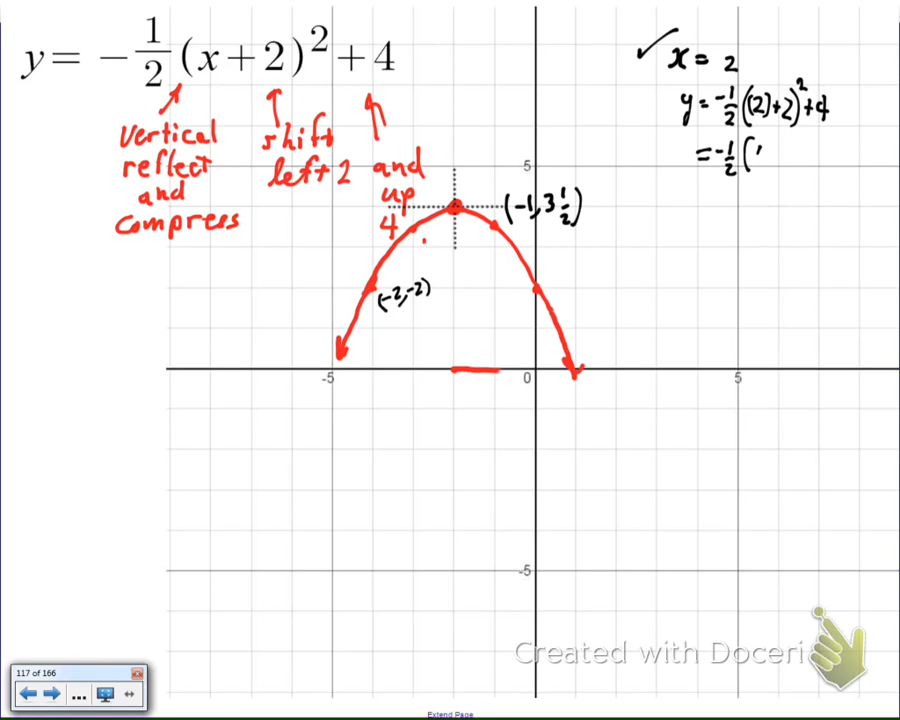 y = -1/2 (x + 2)² + 4
vertical
reflect
and
compress
shift
left 2
and
up
4
✓ x = 2
y = -1/2 ((2)+2)² + 4
= -1/2 (
5
(-1, 3 1/2)
(-2, -2)
-5
0
5
-5
Created with Doceri
117 of 166
...
Extend Page